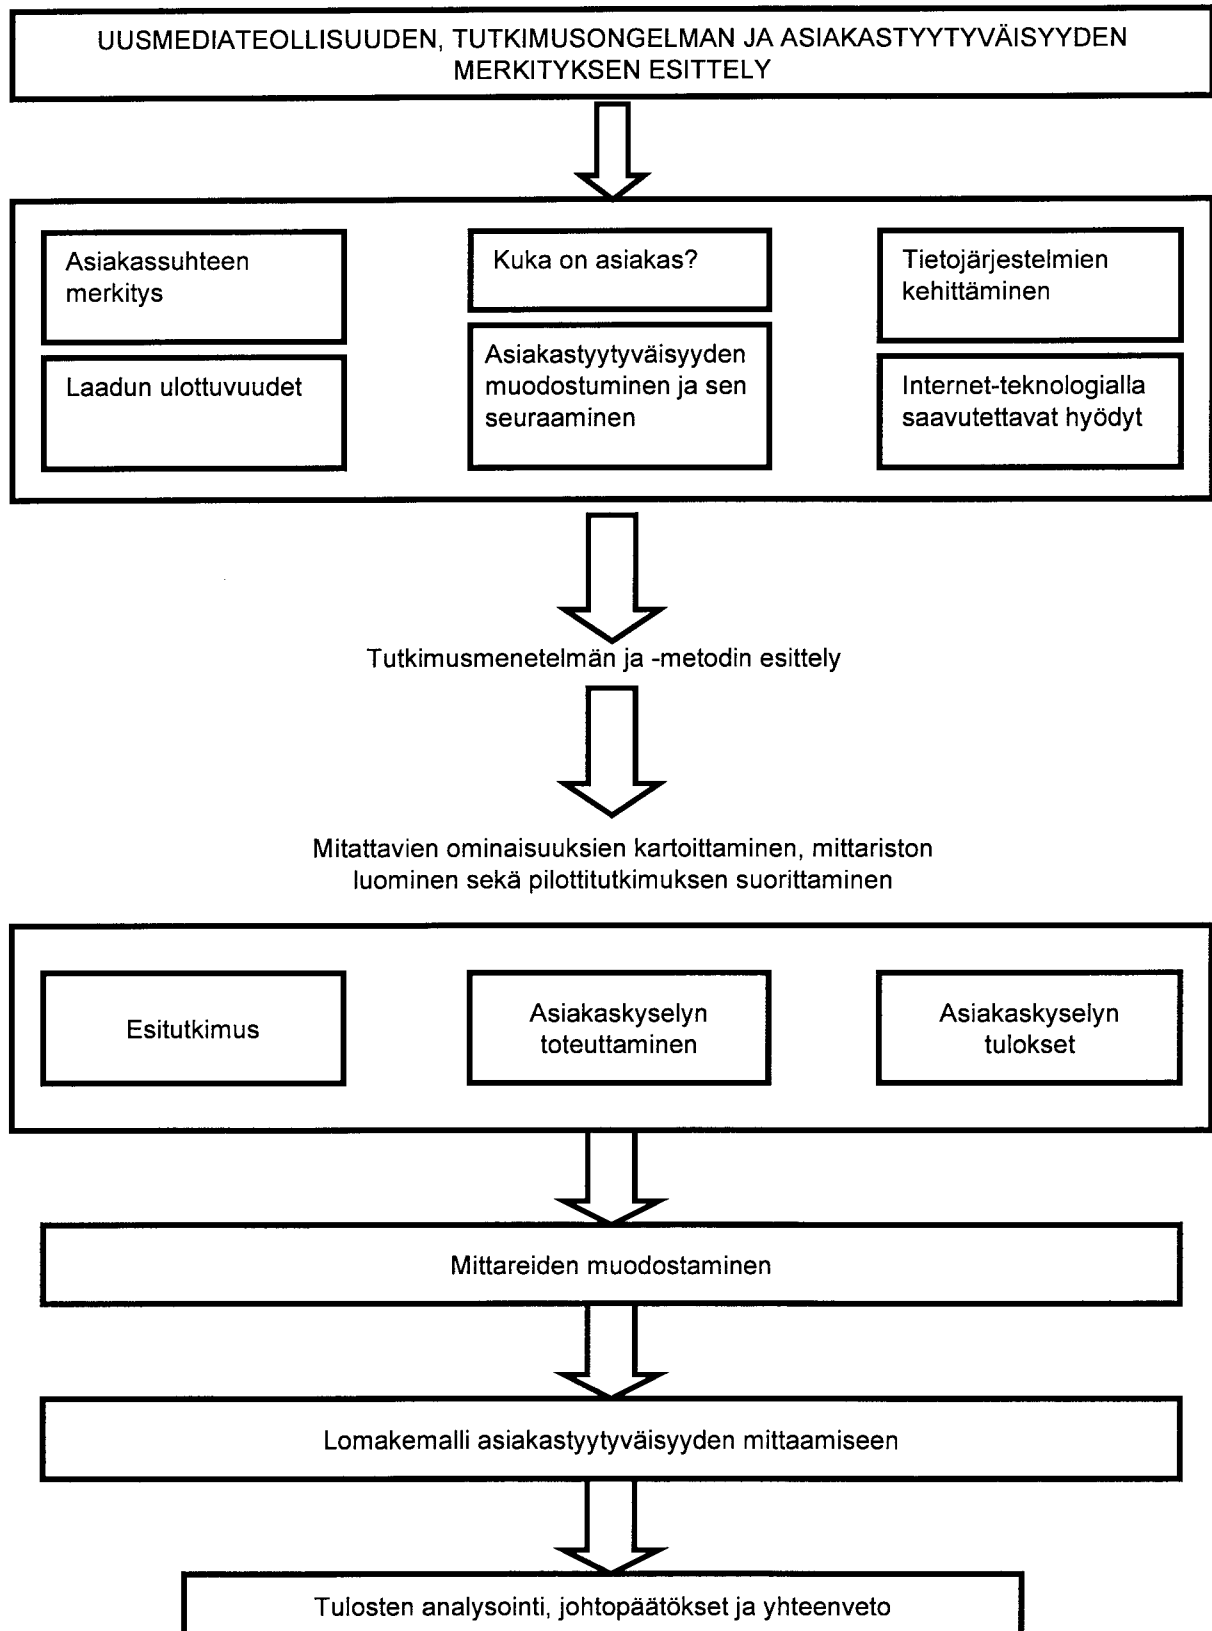 UUSMEDIATEOLLISUUDEN, TUTKIMUSONGELMAN JA ASIAKASTYYTYVÄISYYDEN
MERKITYKSEN ESITTELY
Asiakassuhteen
merkitys
Laadun ulottuvuudet
Kuka on asiakas?
Asiakastyytyväisyyden
muodostuminen ja sen
seuraaminen
Tietojärjestelmien
kehittäminen
Internet-teknologialla
saavutettavat hyödyt
Tutkimusmenetelmän ja -metodin esittely
Mitattavien ominaisuuksien kartoittaminen, mittariston
luominen sekä pilottitutkimuksen suorittaminen
Esitutkimus
Asiakaskyselyn
toteuttaminen
Asiakaskyselyn
tulokset
Mittareiden muodostaminen
Lomakemalli asiakastyytyväisyyden mittaamiseen
Tulosten analysointi, johtopäätökset ja yhteenveto